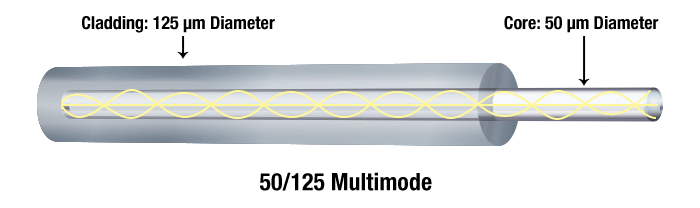 Cladding: 125 µm Diameter
Core: 50 µm Diameter
50/125 Multimode